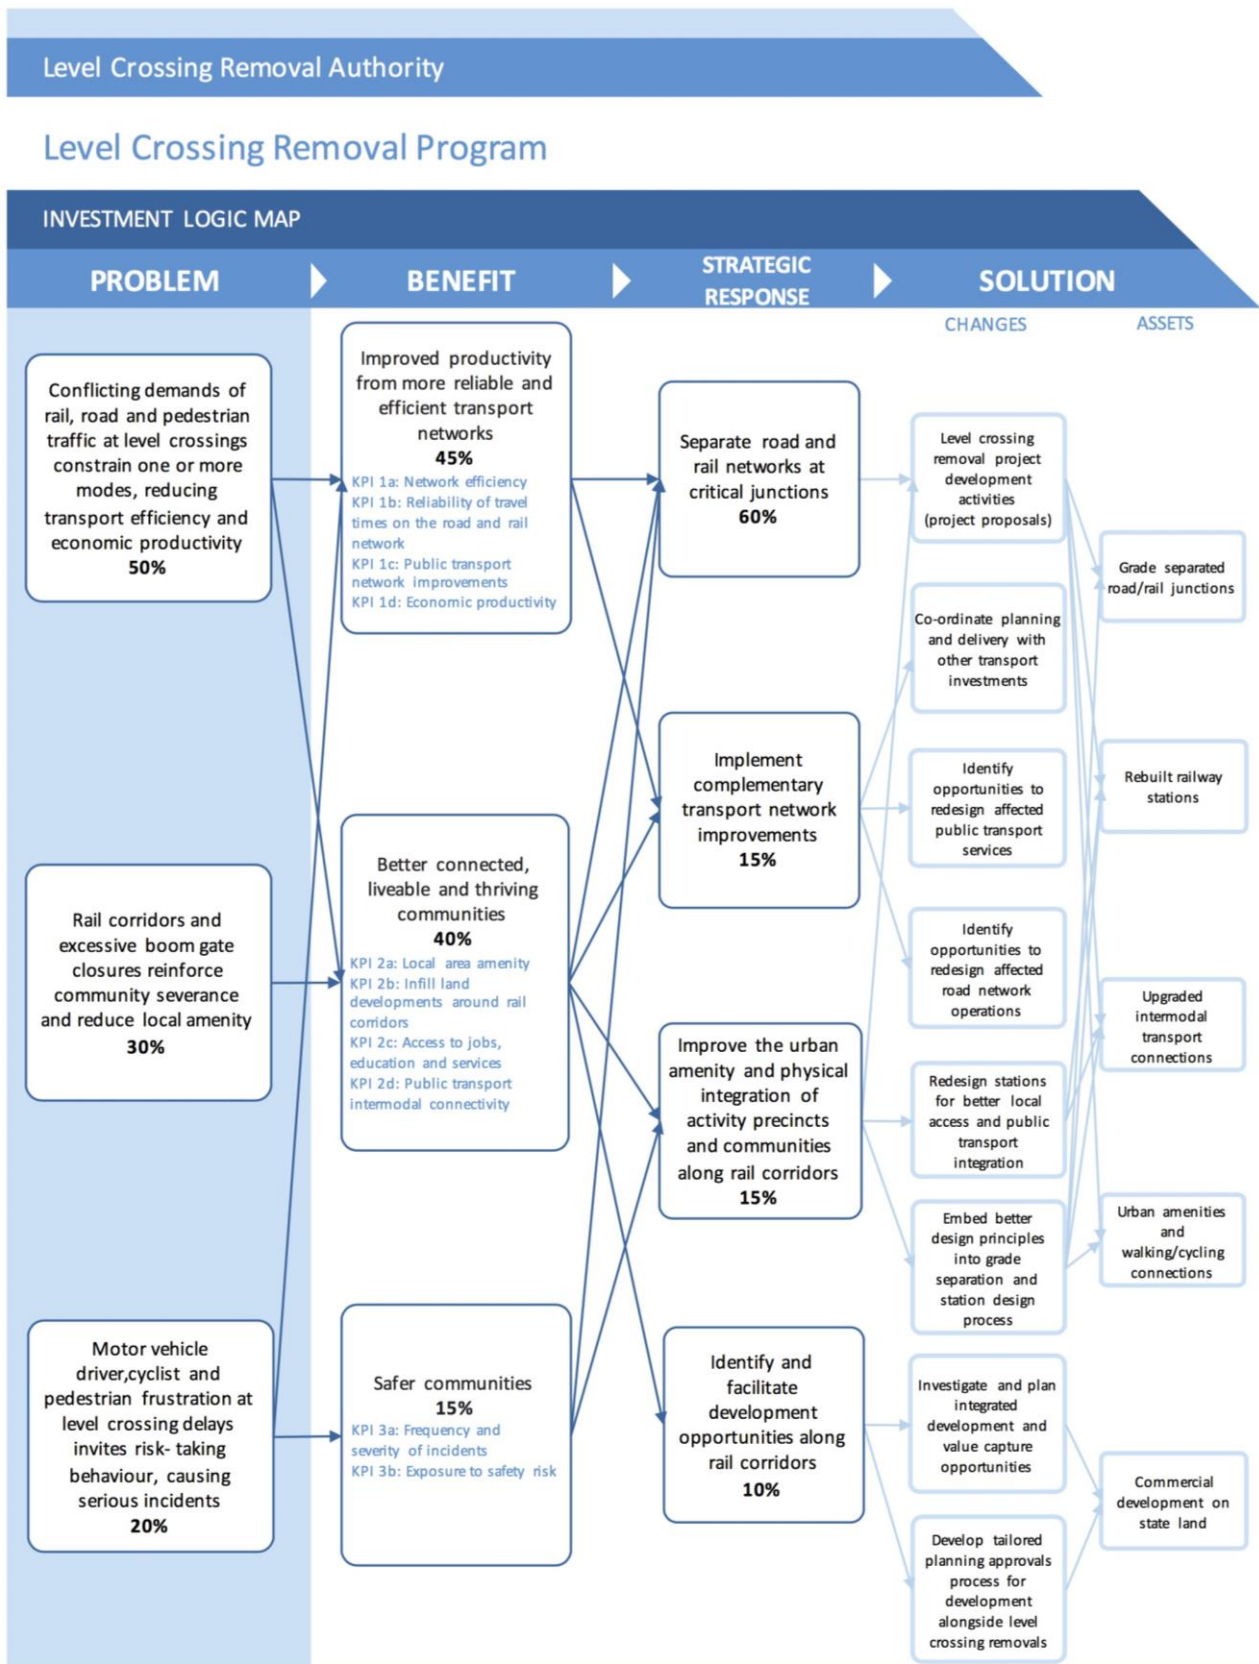 Level Crossing Removal Authority
Level Crossing Removal Program
INVESTMENT LOGIC MAP
PROBLEM
BENEFIT
STRATEGIC
RESPONSE
SOLUTION
CHANGES
ASSETS
Conflicting demands of
rail, road and pedestrian
traffic at level crossings
constrain one or more
modes, reducing
transport efficiency and
economic productivity
50%
Rail corridors and
excessive boom gate
closures reinforce
community severance
and reduce local amenity
30%
Motor vehicle
driver,cyclist and
pedestrian frustration at
level crossing delays
invites risk- taking
behaviour, causing
serious incidents
20%
Improved productivity
from more reliable and
efficient transport
networks
45%
KPI 1a: Network efficiency
KPI 1b: Reliability of travel
times on the road and rail
network
KPI 1c: Public transport
network improvements
KPI 1d: Economic productivity
Better connected,
liveable and thriving
communities
40%
KPI 2a: Local area amenity
KPI 2b: Infill land
developments around rail
corridors
KPI 2c: Access to jobs,
education and services
KPI 2d: Public transport
intermodal connectivity
Safer communities
15%
KPI 3a: Frequency and
severity of incidents
KPI 3b: Exposure to safety risk
Separate road and
rail networks at
critical junctions
60%
Implement
complementary
transport network
improvements
15%
Improve the urban
amenity and physical
integration of
activity precincts
and communities
along rail corridors
15%
Identify and
facilitate
development
opportunities along
rail corridors
10%
Level crossing
removal project
development
activities
(project proposals)
Co-ordinate planning
and delivery with
other transport
investments
Identify
opportunities to
redesign affected
public transport
services
Identify
opportunities to
redesign affected
road network
operations
Redesign stations
for better local
access and public
transport
integration
Embed better
design principles
into grade
separation and
station design
process
Investigate and plan
integrated
development and
value capture
opportunities
Develop tailored
planning approvals
process for
development
alongside level
crossing removals
Grade separated
road/rail junctions
Rebuilt railway
stations
Upgraded
intermodal
transport
connections
Urban amenities
and
walking/cycling
connections
Commercial
development on
state land